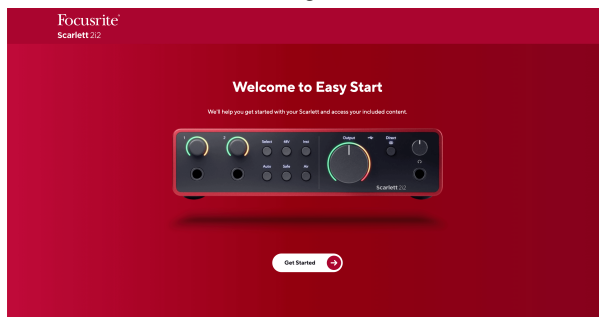 Focusrite®
Scarlett 2i2
Welcome to Easy Start
We'll help you get started with your Scarlett and access your included content.
1 2 Select 48V Inst Output Direct
Auto Safe Air
Scarlett 2i2
Get Started